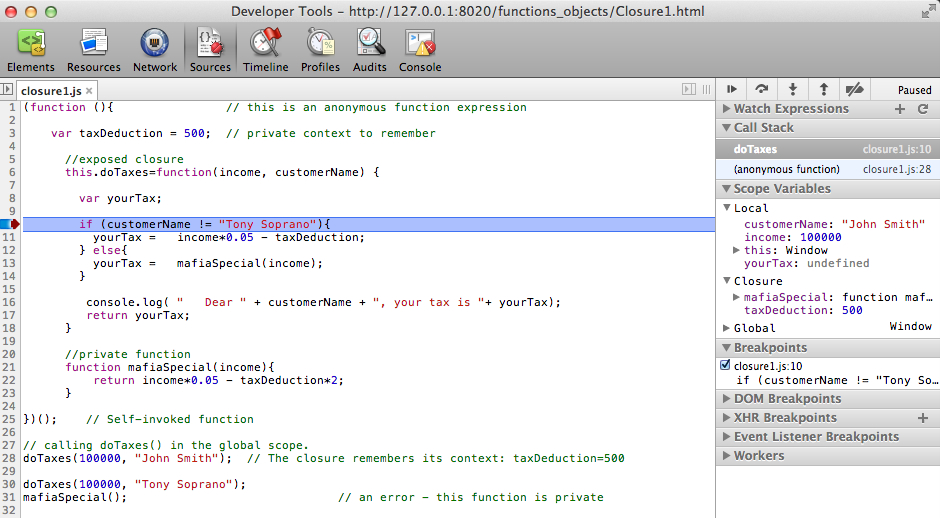 Developer Tools - http://127.0.0.1:8020/functions_objects/Closure1.html
Elements Resources Network Sources Timeline Profiles Audits Console
closure1.js ×
1 (function (){ // this is an anonymous function expression
2
3 var taxDeduction = 500; // private context to remember
4
5 //exposed closure
6 this.doTaxes=function(income, customerName) {
7
8 var yourTax;
9
if (customerName != "Tony Soprano"){
11 yourTax = income*0.05 - taxDeduction;
12 } else{
13 yourTax = mafiaSpecial(income);
14 }
15
16 console.log( " Dear " + customerName + ", your tax is "+ yourTax);
17 return yourTax;
18 }
19
20 //private function
21 function mafiaSpecial(income){
22 return income*0.05 - taxDeduction*2;
23 }
24
25 })(); // Self-invoked function
26
27 // calling doTaxes() in the global scope.
28 doTaxes(100000, "John Smith"); // The closure remembers its context: taxDeduction=500
29
30 doTaxes(100000, "Tony Soprano");
31 mafiaSpecial(); // an error - this function is private
32
Paused
Watch Expressions
Call Stack
doTaxes closure1.js:10
(anonymous function) closure1.js:28
Scope Variables
Local
customerName: "John Smith"
income: 100000
this: Window
yourTax: undefined
Closure
mafiaSpecial: function maf…
taxDeduction: 500
Global Window
Breakpoints
closure1.js:10
if (customerName != "Tony So…
DOM Breakpoints
XHR Breakpoints
Event Listener Breakpoints
Workers